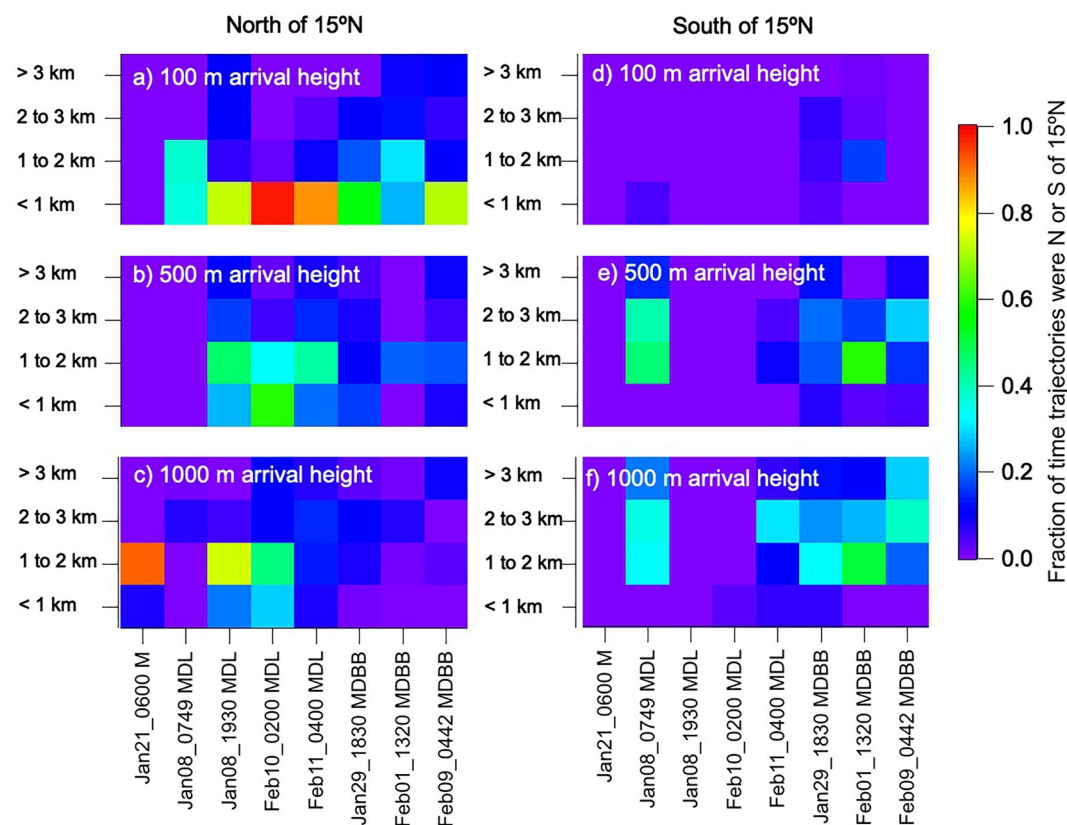 North of 15ºN
South of 15ºN
a) 100 m arrival height
> 3 km
2 to 3 km
1 to 2 km
< 1 km
b) 500 m arrival height
> 3 km
2 to 3 km
1 to 2 km
< 1 km
c) 1000 m arrival height
> 3 km
2 to 3 km
1 to 2 km
< 1 km
Jan21_0600 M
Jan08_0749 MDL
Jan08_1930 MDL
Feb10_0200 MDL
Feb11_0400 MDL
Jan29_1830 MDBB
Feb01_1320 MDBB
Feb09_0442 MDBB
d) 100 m arrival height
> 3 km
2 to 3 km
1 to 2 km
< 1 km
e) 500 m arrival height
> 3 km
2 to 3 km
1 to 2 km
< 1 km
f) 1000 m arrival height
> 3 km
2 to 3 km
1 to 2 km
< 1 km
Jan21_0600 M
Jan08_0749 MDL
Jan08_1930 MDL
Feb10_0200 MDL
Feb11_0400 MDL
Jan29_1830 MDBB
Feb01_1320 MDBB
Feb09_0442 MDBB
1.0
0.8
0.6
0.4
0.2
0.0
Fraction of time trajectories were N or S of 15ºN